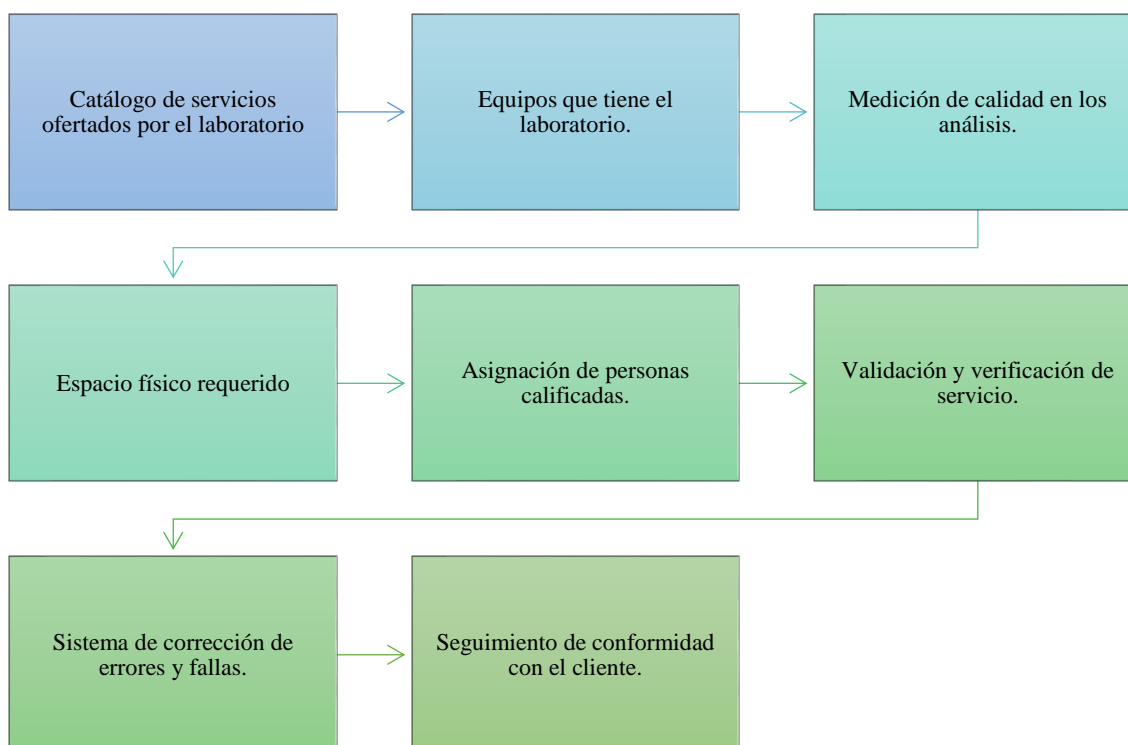 Catálogo de servicios
ofertados por el laboratorio
Equipos que tiene el
laboratorio.
Medición de calidad en los
análisis.
Espacio físico requerido
Asignación de personas
calificadas.
Validación y verificación de
servicio.
Sistema de corrección de
errores y fallas.
Seguimiento de conformidad
con el cliente.